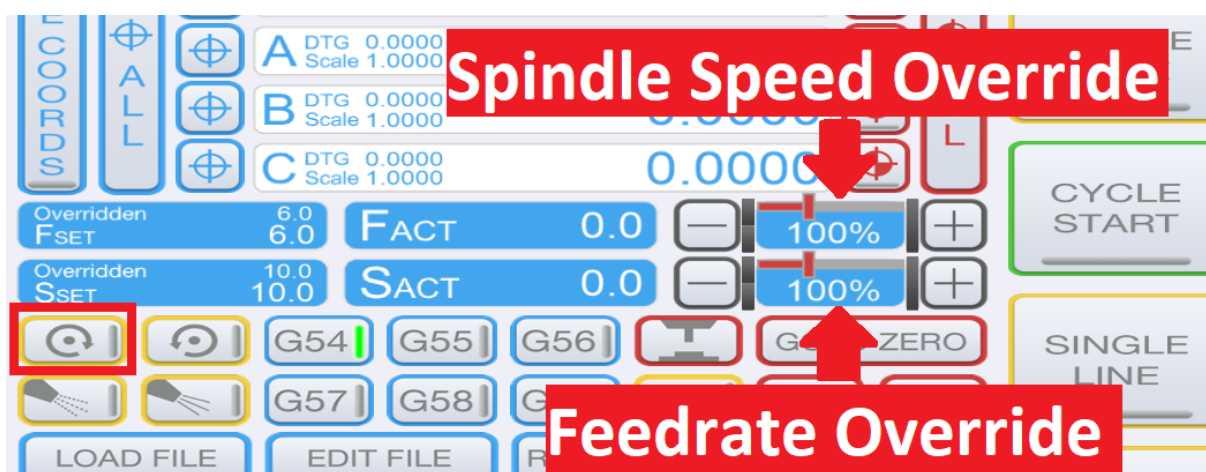 E
COORDS
ALL
A DTG 0.0000
Scale 1.0000
Spindle Speed Override
E
B DTG 0.0000
Scale 1.0000
L
C DTG 0.0000
Scale 1.0000
0.0000
CYCLE
START
Overridden 6.0
FSET 6.0
FACT 0.0
100%
Overridden 10.0
SSET 10.0
SACT 0.0
100%
G54
G55
G56
ZERO
SINGLE
LINE
G57
G58
G
Feedrate Override
LOAD FILE
EDIT FILE
R